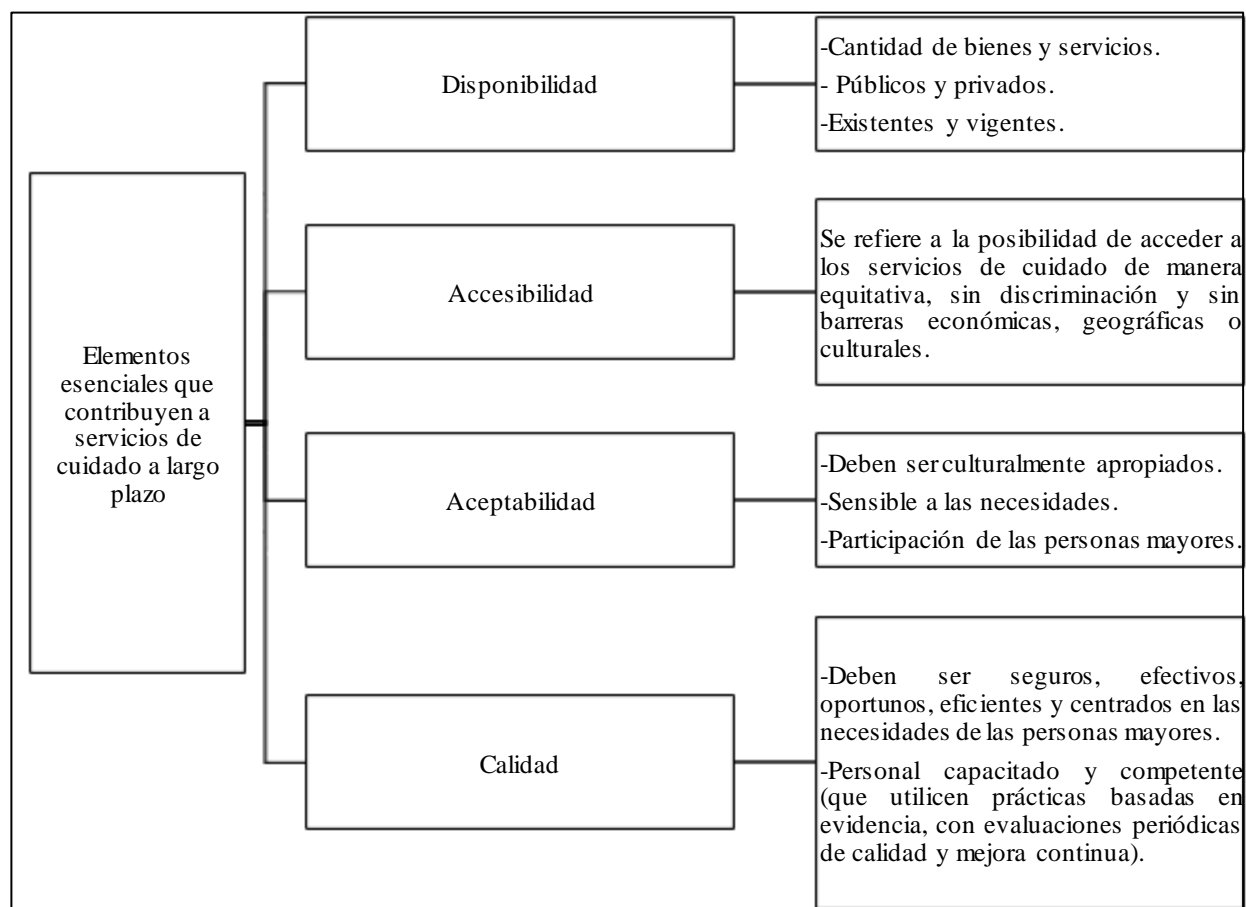 Elementos
esenciales que
contribuyen a
servicios de
cuidado a largo
plazo
Disponibilidad
-Cantidad de bienes y servicios.
- Públicos y privados.
-Existentes y vigentes.
Accesibilidad
Se refiere a la posibilidad de acceder a
los servicios de cuidado de manera
equitativa, sin discriminación y sin
barreras económicas, geográficas o
culturales.
Aceptabilidad
-Deben ser culturalmente apropiados.
-Sensible a las necesidades.
-Participación de las personas mayores.
Calidad
-Deben ser seguros, efectivos,
oportunos, eficientes y centrados en las
necesidades de las personas mayores.
-Personal capacitado y competente
(que utilicen prácticas basadas en
evidencia, con evaluaciones periódicas
de calidad y mejora continua).